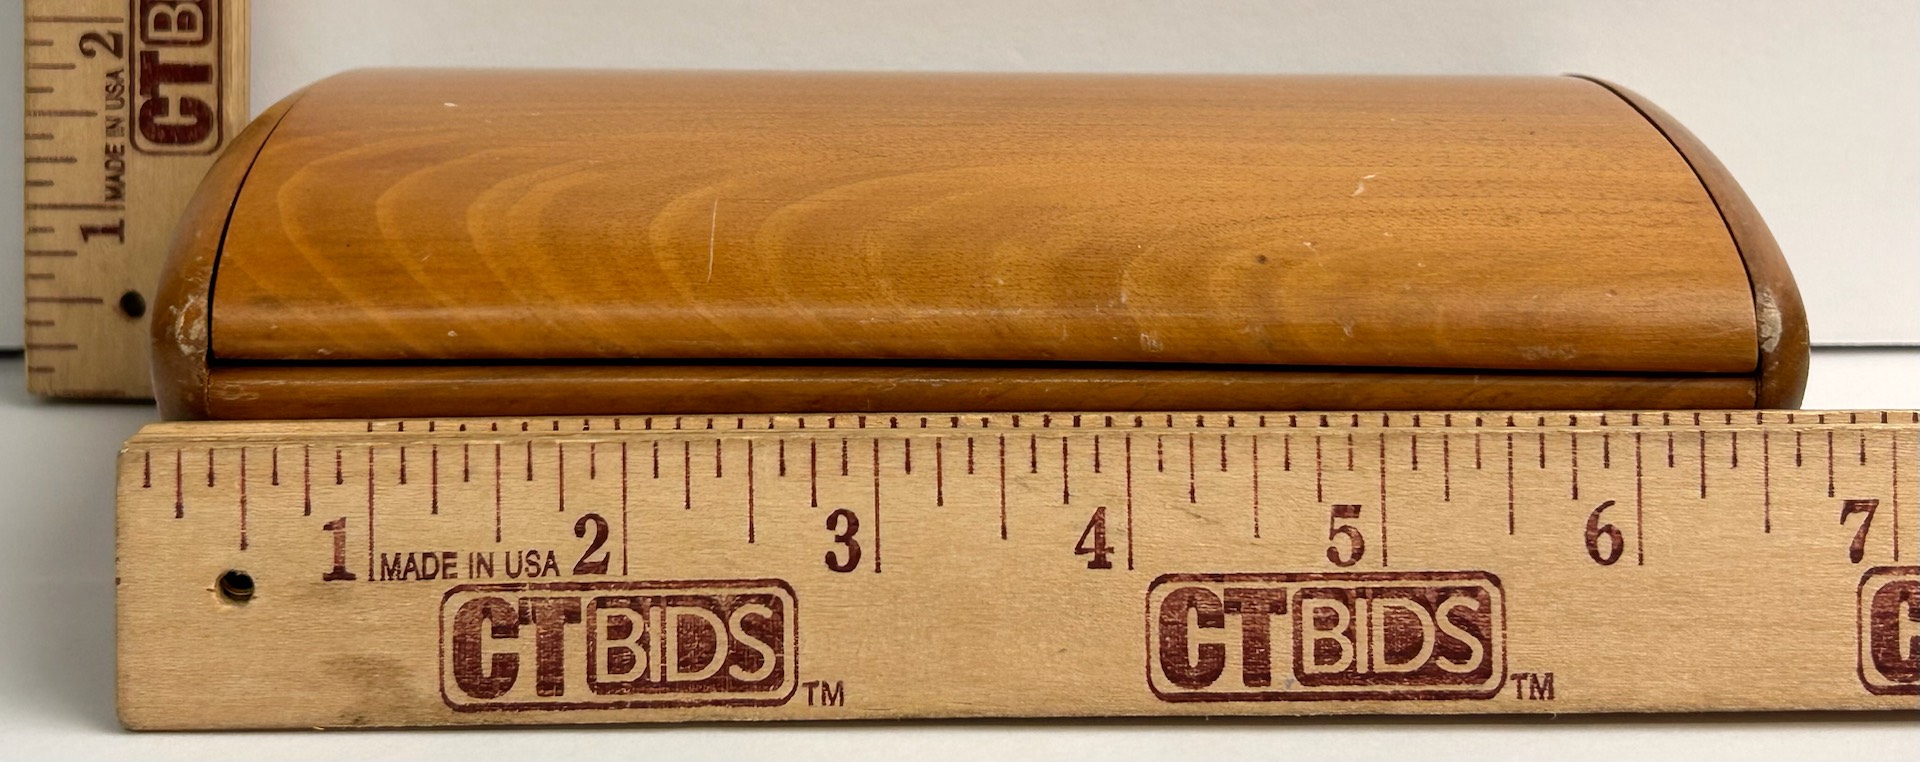 2
MADE IN USA
CTB
1
1 2 3 4 5 6 7
MADE IN USA
CTBIDS TM
CTBIDS TM
C